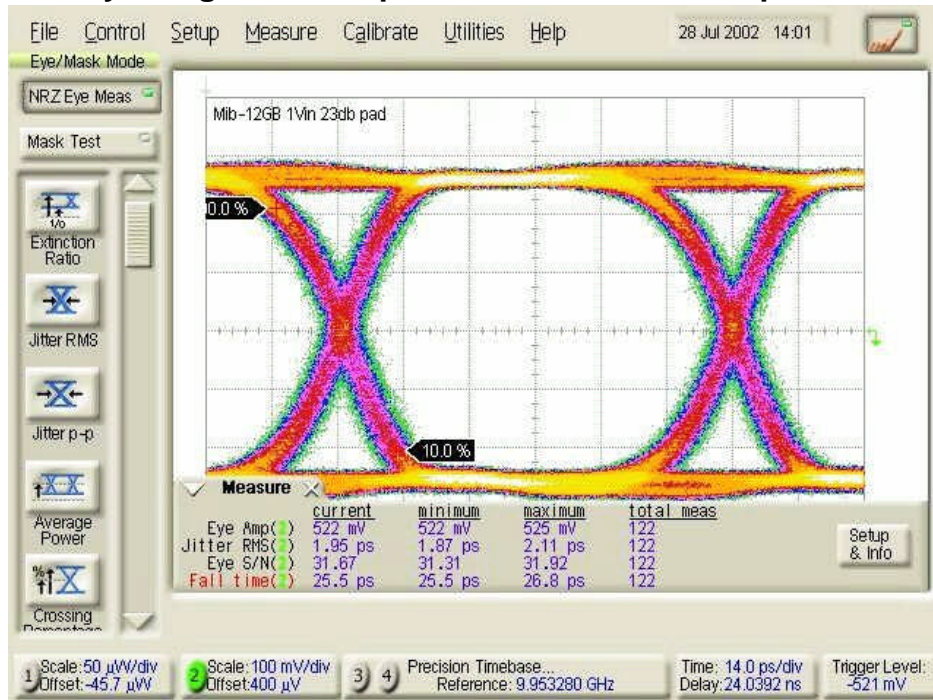 File Control Setup Measure Calibrate Utilities Help 28 Jul 2002 14:01
Eye/Mask Mode
NRZ Eye Meas
Mask Test
Extinction
Ratio
Jitter RMS
Jitter p-p
Average
Power
Crossing
Mib-12GB 1Vin 23db pad
0.0 %
10.0 %
Measure
current minimum maximum total meas
Eye Amp(2) 522 mV 522 mV 525 mV 122
Jitter RMS(2) 1.95 ps 1.87 ps 2.11 ps 122
Eye S/N(2) 31.67 31.31 31.92 122
Fall time(2) 25.5 ps 25.5 ps 26.8 ps 122
Setup
& Info
1 Scale:50 µW/div
Offset:-45.7 µW
2 Scale:100 mV/div
Offset:400 µV
3 4
Precision Timebase...
Reference: 9.953280 GHz
Time: 14.0 ps/div
Delay:24.0392 ns
Trigger Level:
-521 mV